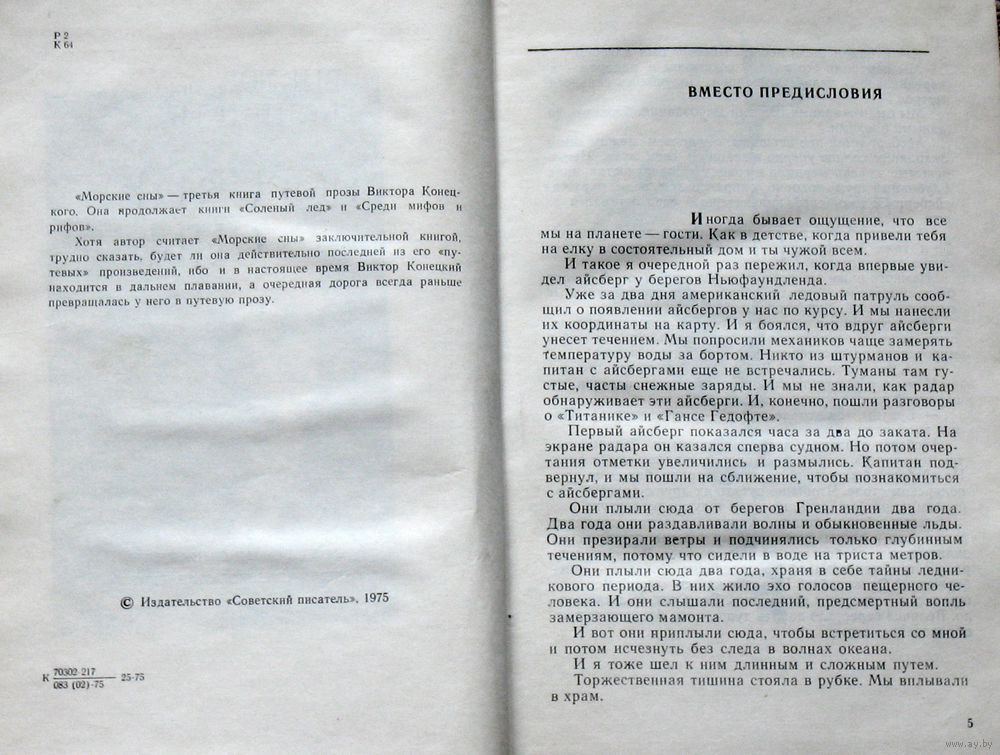 Р 2
К 64
«Морские сны» — третья книга путевой прозы Виктора Конец-
кого. Она продолжает книги «Соленый лед» и «Среди мифов и
рифов».
Хотя автор считает «Морские сны» заключительной книгой,
трудно сказать, будет ли она действительно последней из его «пу-
тевых» произведений, ибо и в настоящее время Виктор Конецкий
находится в дальнем плавании, а очередная дорога всегда раньше
превращалась у него в путевую прозу.
© Издательство «Советский писатель», 1975
К 70302—217
083 (02)-75 25-75
ВМЕСТО ПРЕДИСЛОВИЯ
Иногда бывает ощущение, что все
мы на планете — гости. Как в детстве, когда привели тебя
на елку в состоятельный дом и ты чужой всем.
И такое я очередной раз пережил, когда впервые уви-
дел айсберг у берегов Ньюфаундленда.
Уже за два дня американский ледовый патруль сооб-
щил о появлении айсбергов у нас по курсу. И мы нанесли
их координаты на карту. И я боялся, что вдруг айсберги
унесет течением. Мы попросили механиков чаще замерять
температуру воды за бортом. Никто из штурманов и ка-
питан с айсбергами еще не встречались. Туманы там гу-
стые, часты снежные заряды. И мы не знали, как радар
обнаруживает эти айсберги. И, конечно, пошли разговоры
о «Титанике» и «Гансе Гедофте».
Первый айсберг показался часа за два до заката. На
экране радара он казался сперва судном. Но потом очер-
тания отметки увеличились и размылись. Капитан под-
вернул, и мы пошли на сближение, чтобы познакомиться
с айсбергами.
Они плыли сюда от берегов Гренландии два года.
Два года они раздавливали волны и обыкновенные льды.
Они презирали ветры и подчинялись только глубинным
течениям, потому что сидели в воде на триста метров.
Они плыли сюда два года, храня в себе тайны ледни-
кового периода. В них жило эхо голосов пещерного че-
ловека. И они слышали последний, предсмертный вопль
замерзающего мамонта.
И вот они приплыли сюда, чтобы встретиться со мной
и потом исчезнуть без следа в волнах океана.
И я тоже шел к ним длинным и сложным путем.
Торжественная тишина стояла в рубке. Мы вплывали
в храм.
5
www.ay.by